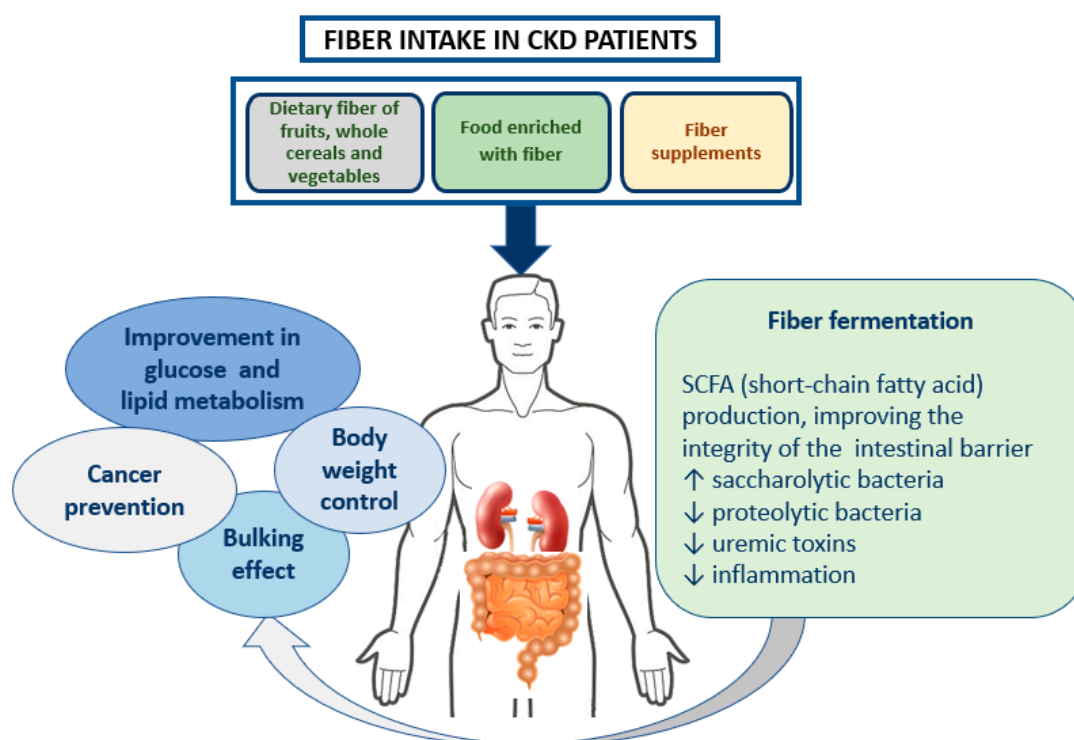 FIBER INTAKE IN CKD PATIENTS
Dietary fiber of
fruits, whole
cereals and
vegetables
Food enriched
with fiber
Fiber
supplements
Improvement in
glucose and
lipid metabolism
Body
weight
control
Cancer
prevention
Bulking
effect
Fiber fermentation
SCFA (short-chain fatty acid)
production, improving the
integrity of the intestinal barrier
↑ saccharolytic bacteria
↓ proteolytic bacteria
↓ uremic toxins
↓ inflammation